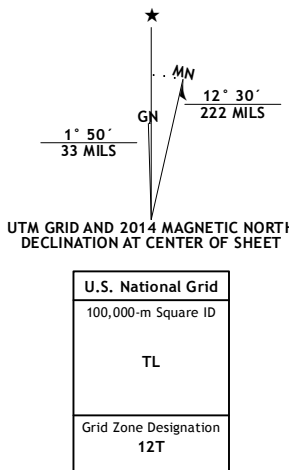 MN
GN
12° 30´
222 MILS
1° 50´
33 MILS
UTM GRID AND 2014 MAGNETIC NORTH
DECLINATION AT CENTER OF SHEET
U.S. National Grid
100,000-m Square ID
TL
Grid Zone Designation
12T